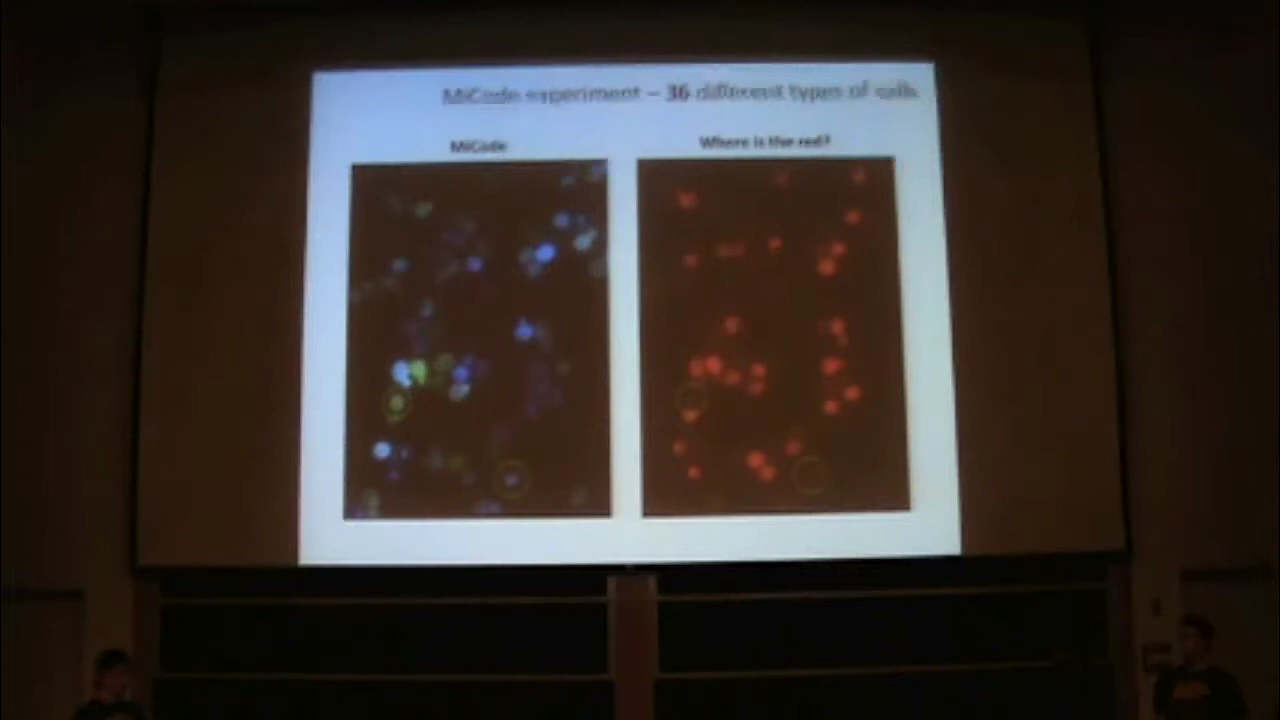 MiCode experiment – 36 different types of cells
MiCode
Where is the red?